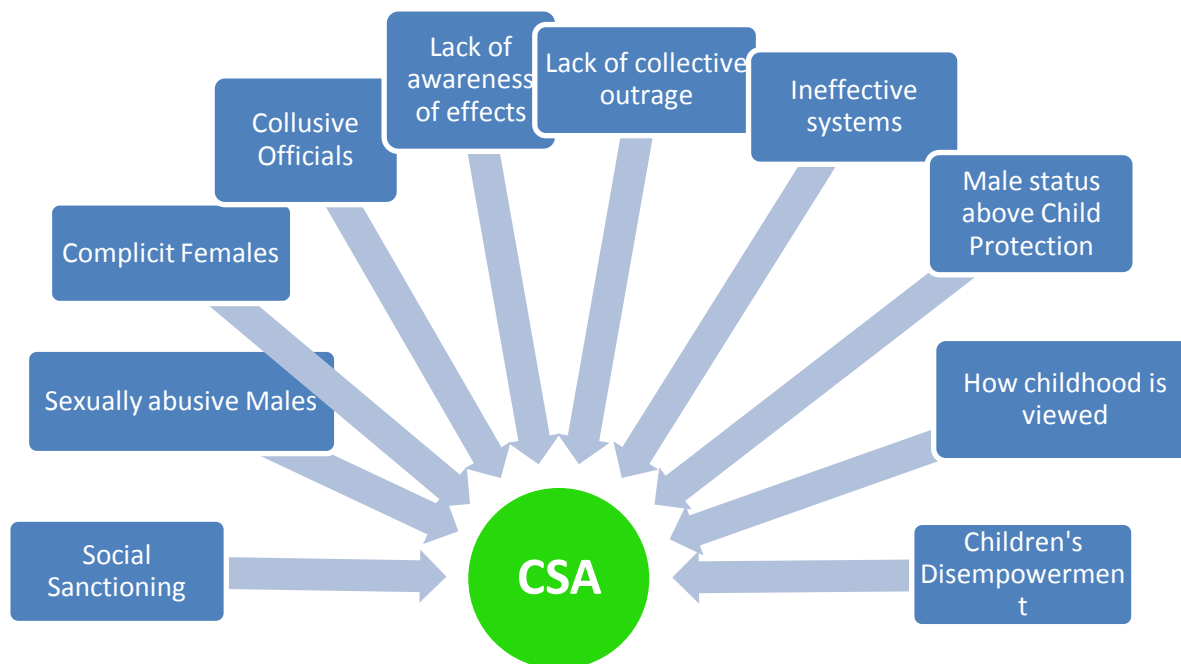 Lack of
awareness
of effects
Lack of collective
outrage
Ineffective
systems
Collusive
Officials
Male status
above Child
Protection
Complicit Females
How childhood is
viewed
Sexually abusive Males
Social
Sanctioning
CSA
Children's
Disempowermen
t